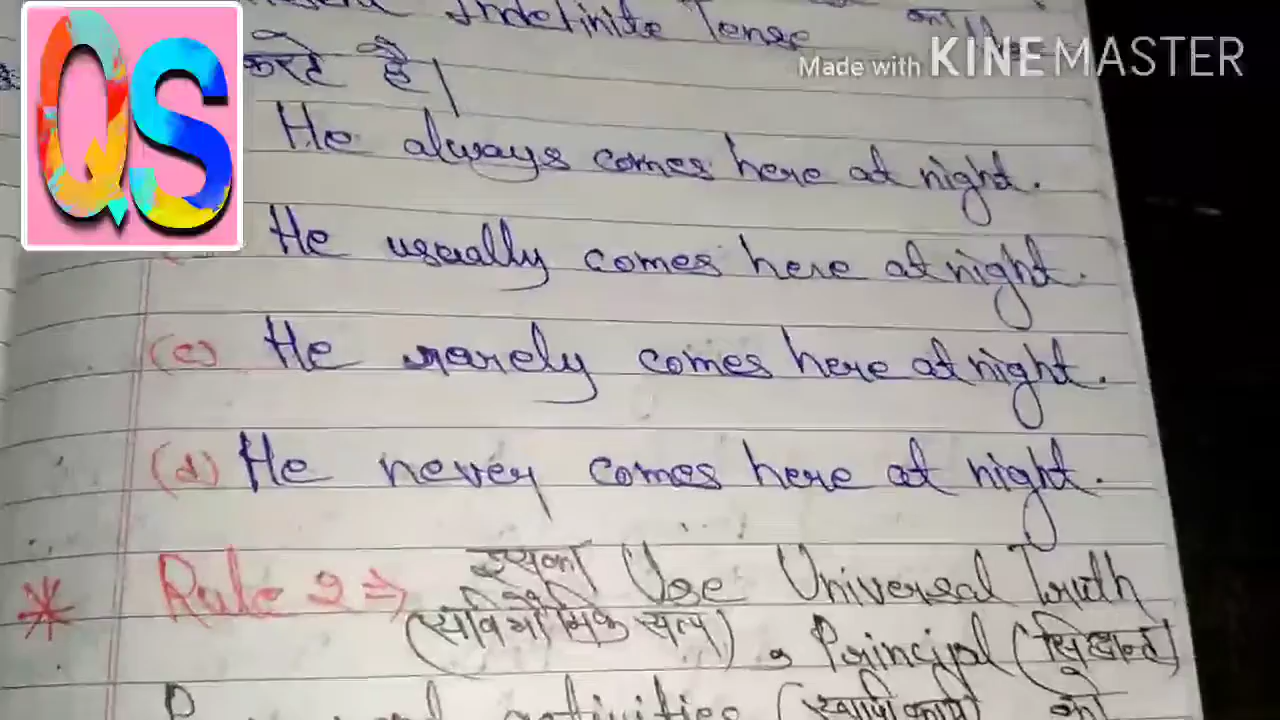 Indefinite Tense का
Made with KINEMASTER
QS
करते है।
He always comes here at night.
He usually comes here at night.
(c) He rarely comes here at night.
(d) He never comes here at night.
* Rule 2 ⇒ इसका Use Universal Truth
(सार्वभौमिक सत्य), Principal (सिद्धान्त)
activities को